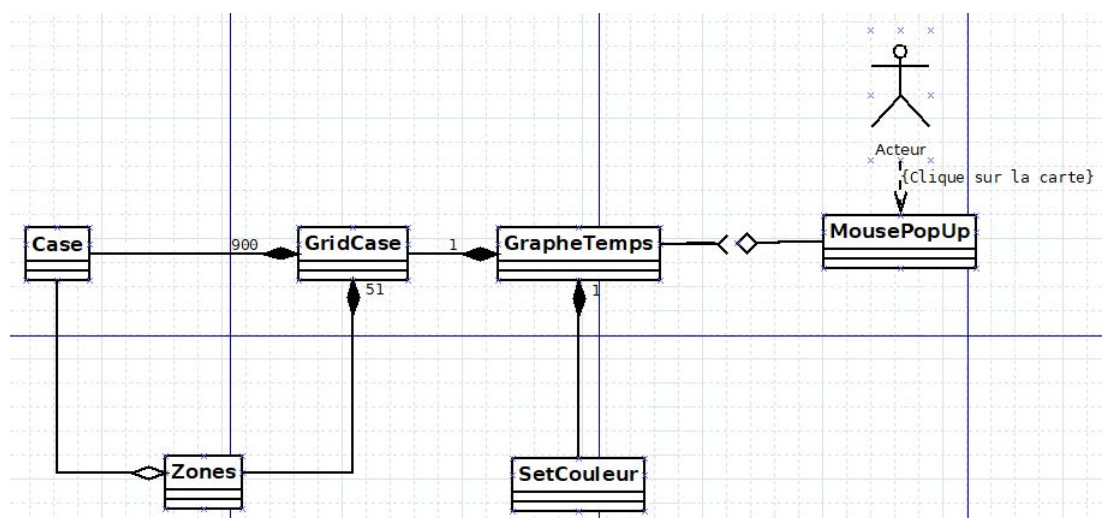 Acteur
{Clique sur la carte}
Case
900
GridCase
1
GrapheTemps
MousePopUp
51
1
Zones
SetCouleur